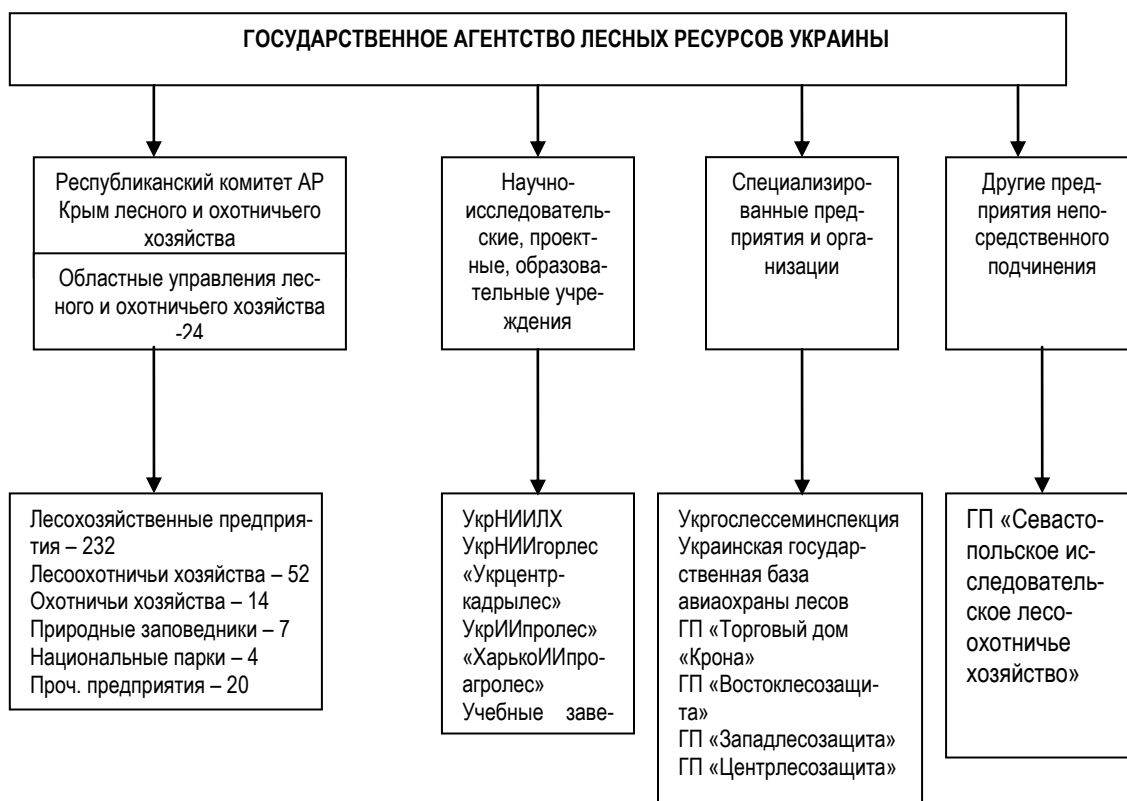 ГОСУДАРСТВЕННОЕ АГЕНТСТВО ЛЕСНЫХ РЕСУРСОВ УКРАИНЫ
Республиканский комитет АР
Крым лесного и охотничьего
хозяйства
Областные управления лес-
ного и охотничьего хозяйства
-24
Научно-
исследователь-
ские, проект-
ные, образова-
тельные учре-
ждения
Специализиро-
ванные пред-
приятия и орга-
низации
Другие пред-
приятия непо-
средственного
подчинения
Лесохозяйственные предприя-
тия – 232
Лесоохотничьи хозяйства – 52
Охотничьи хозяйства – 14
Природные заповедники – 7
Национальные парки – 4
Проч. предприятия – 20
УкрНИИЛХ
УкрНИИгорлес
«Укрцентр-
кадрылес»
УкрИИпролес»
«ХарькоИИпро-
агролес»
Учебные заве-
Укргослессеминспекция
Украинская государ-
ственная база
авиаохраны лесов
ГП «Торговый дом
«Крона»
ГП «Востоклесозащи-
та»
ГП «Западлесозащита»
ГП «Центрлесозащита»
ГП «Севасто-
польское ис-
следователь-
ское лесо-
охотничье
хозяйство»